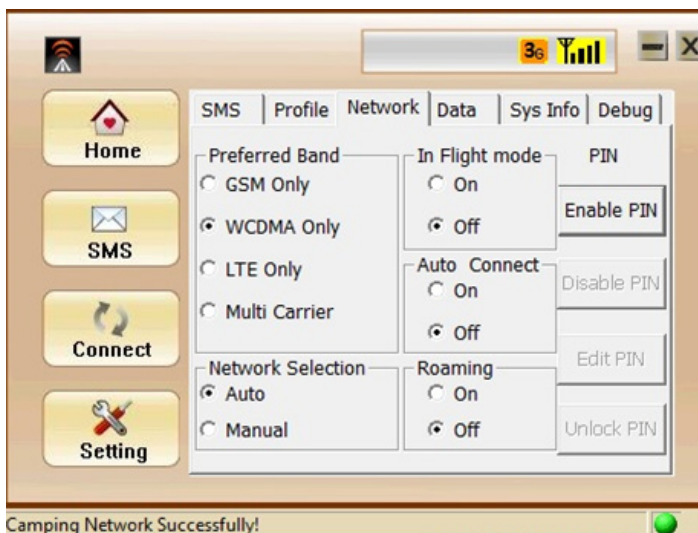 3G
SMS
Profile
Network
Data
Sys Info
Debug
Home
SMS
Connect
Setting
Preferred Band
GSM Only
WCDMA Only
LTE Only
Multi Carrier
Network Selection
Auto
Manual
In Flight mode
On
Off
Auto Connect
On
Off
Roaming
On
Off
PIN
Enable PIN
Disable PIN
Edit PIN
Unlock PIN
Camping Network Successfully!